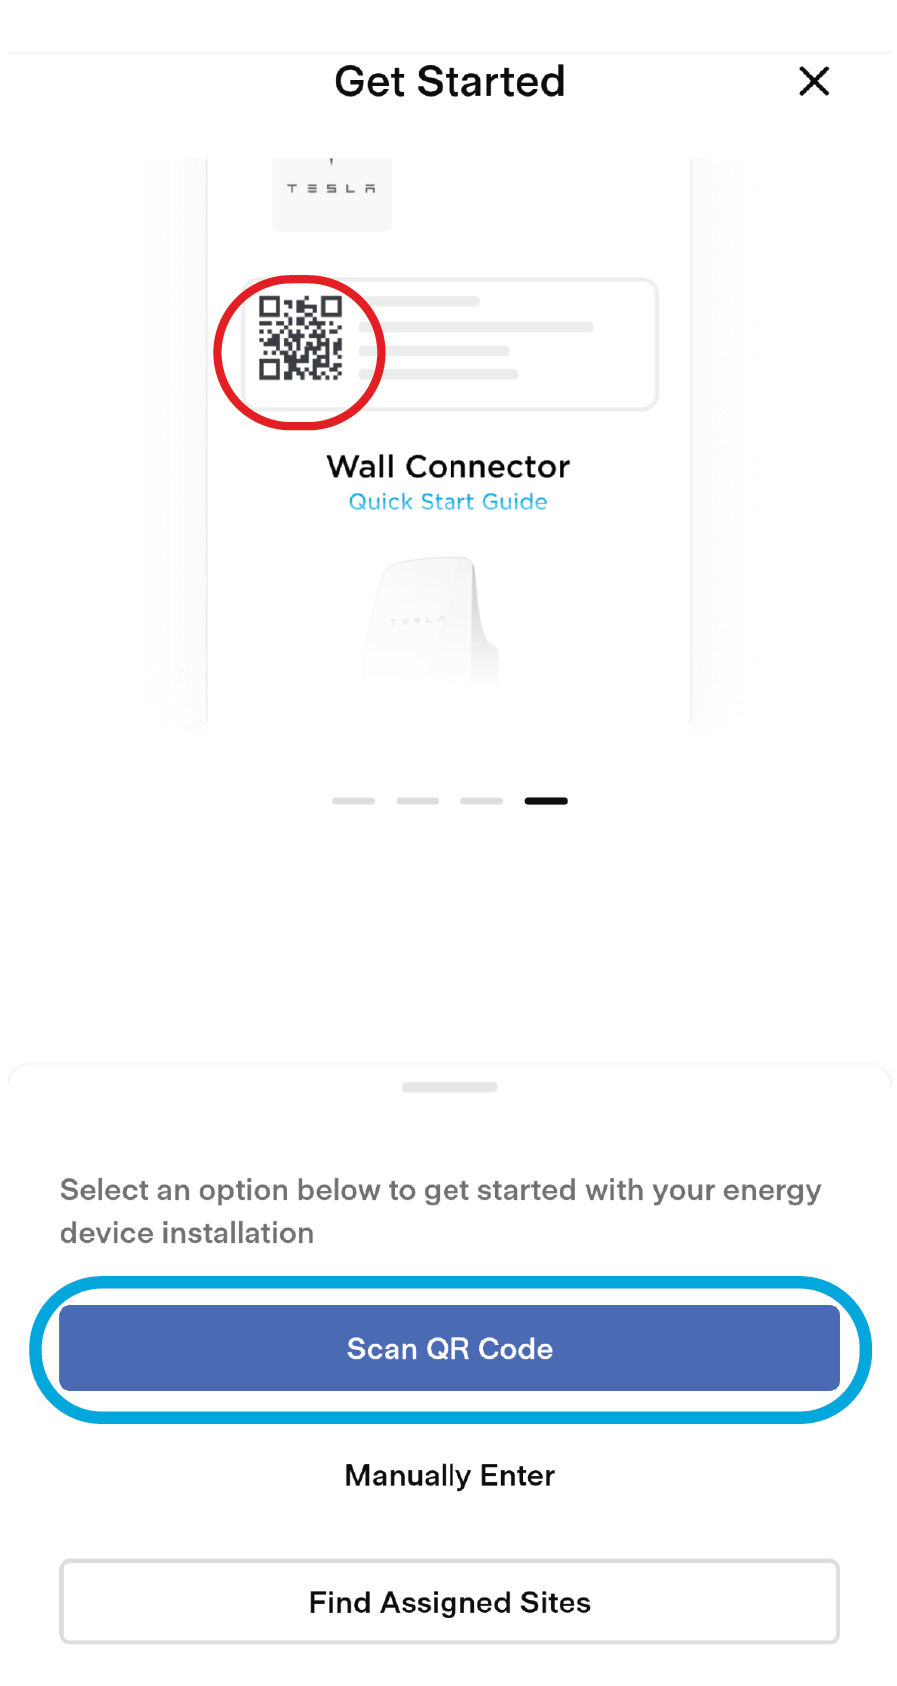 Get Started
TESLA
Wall Connector
Quick Start Guide
TESLA
Select an option below to get started with your energy
device installation
Scan QR Code
Manually Enter
Find Assigned Sites